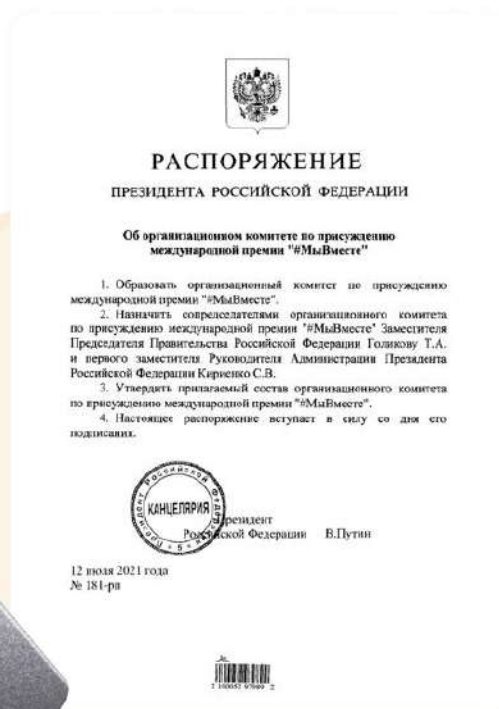 РАСПОРЯЖЕНИЕ
ПРЕЗИДЕНТА РОССИЙСКОЙ ФЕДЕРАЦИИ
Об организационном комитете по присуждению
международной премии "#МыВместе"
1. Образовать организационный комитет по присуждению
международной премии "#МыВместе".
2. Назначить сопредседателями организационного комитета
по присуждению международной премии "#МыВместе" Заместителя
Председателя Правительства Российской Федерации Голикову Т.А.
и первого заместителя Руководителя Администрации Президента
Российской Федерации Кириенко С.В.
3. Утвердить прилагаемый состав организационного комитета
по присуждению международной премии "#МыВместе".
4. Настоящее распоряжение вступает в силу со дня его
подписания.
Президент Российской Федерации
КАНЦЕЛЯРИЯ
5
Президент
Российской Федерации В.Путин
12 июля 2021 года
№ 181-рп